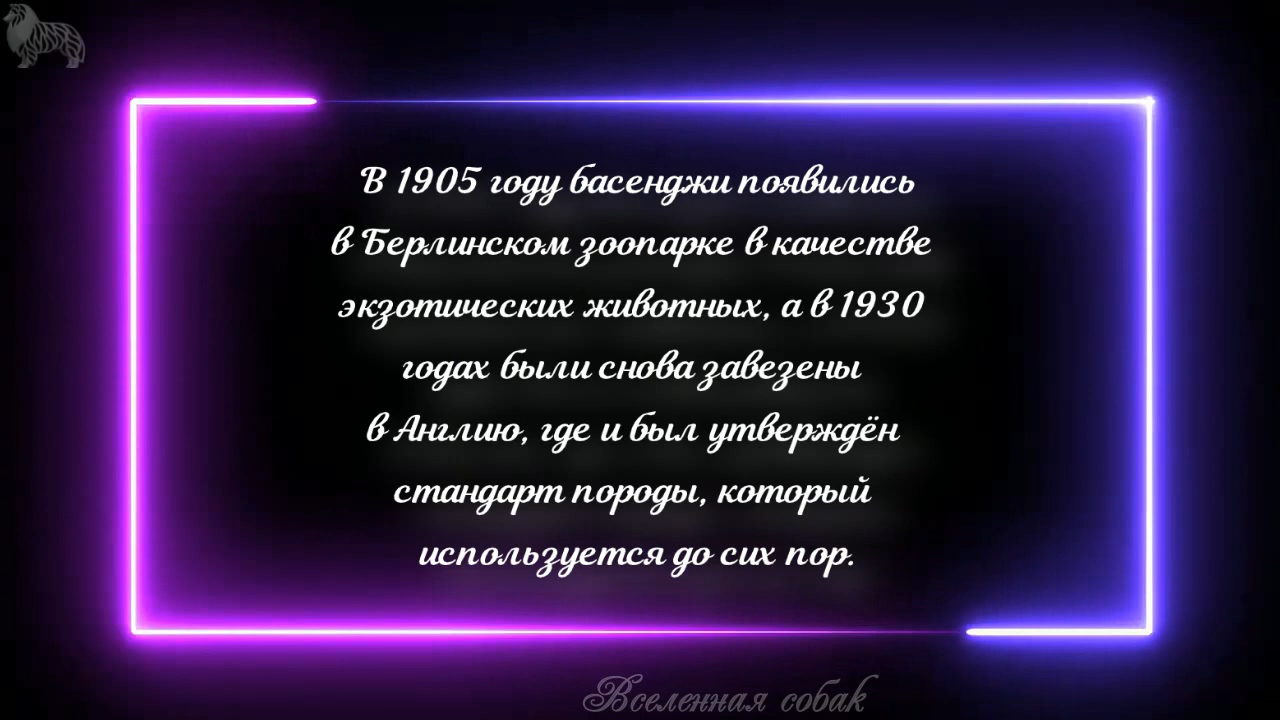 В 1905 году басенджи появились
в Берлинском зоопарке в качестве
экзотических животных, а в 1930
годах были снова завезены
в Англию, где и был утверждён
стандарт породы, который
используется до сих пор.
Вселенная собак